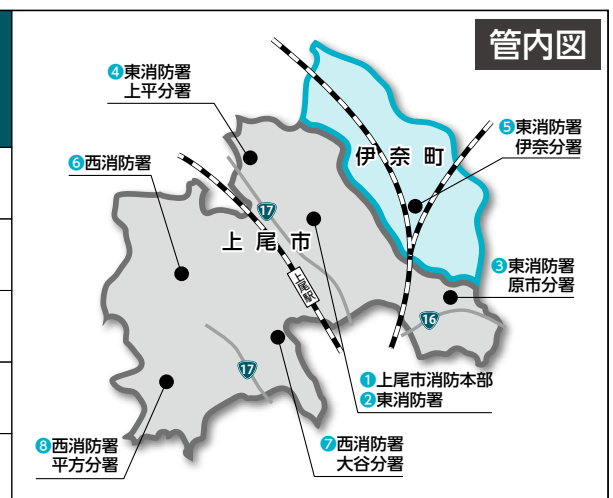 管内図
❹東消防署
上平分署
❺東消防署
伊奈分署
伊奈町
❻西消防署
17
上尾市
❸東消防署
原市分署
上尾駅
16
❶上尾市消防本部
❷東消防署
17
❽西消防署
平方分署
❼西消防署
大谷分署